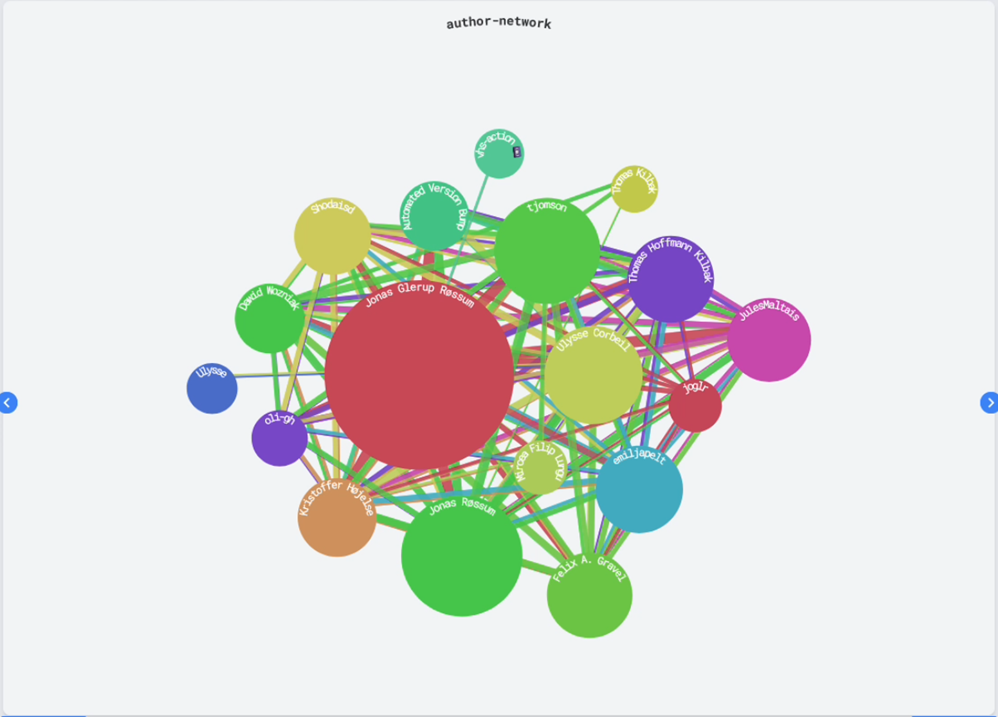 author-network
vhs-action 📼
Thomas Kilbak
Automated Version Bump
Shodaisd
tjomson
Thomas Hoffmann Kilbak
Dawid Wozniak
Jonas Glerup Røssum
JulesMaltais
Ulysse Corbeil
Ulysse
joglr
oli-gh
Mircea Filip Lungu
emiljapelt
Kristoffer Højelse
Jonas Røssum
Felix A. Gravel